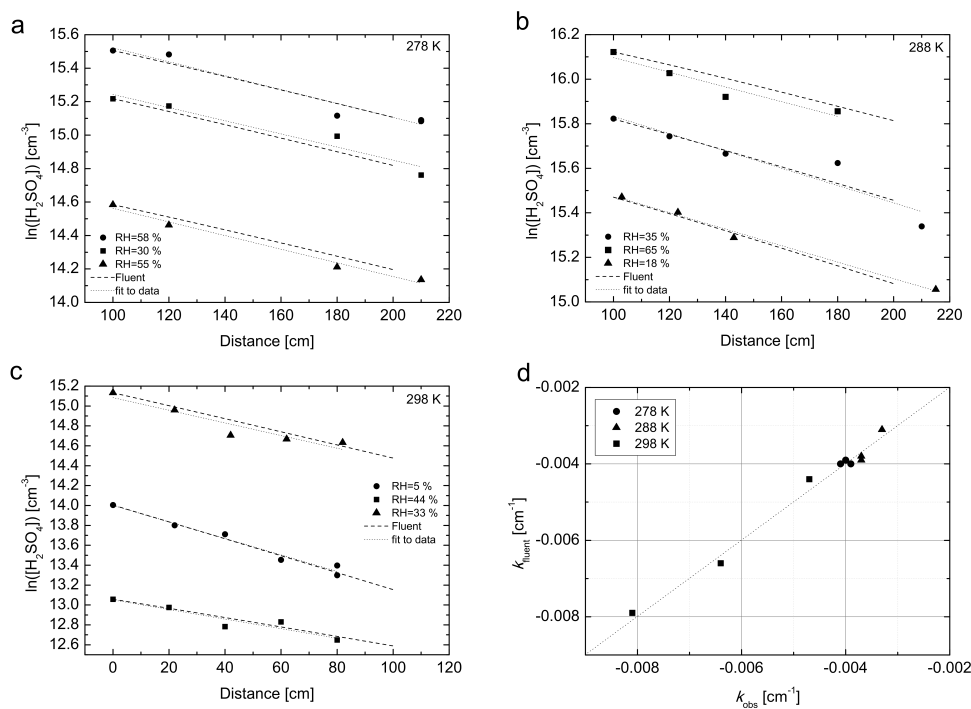 a
278 K
15.6
15.4
15.2
15.0
14.8
14.6
14.4
14.2
14.0
ln([H₂SO₄]) [cm⁻³]
RH=58 %
RH=30 %
RH=55 %
Fluent
fit to data
100 120 140 160 180 200 220
Distance [cm]
b
288 K
16.2
16.0
15.8
15.6
15.4
15.2
15.0
ln([H₂SO₄]) [cm⁻³]
RH=35 %
RH=65 %
RH=18 %
Fluent
fit to data
100 120 140 160 180 200 220
Distance [cm]
c
298 K
15.2
15.0
14.8
14.6
14.4
14.2
14.0
13.8
13.6
13.4
13.2
13.0
12.8
12.6
ln([H₂SO₄]) [cm⁻³]
RH=5 %
RH=44 %
RH=33 %
Fluent
fit to data
0 20 40 60 80 100 120
Distance [cm]
d
278 K
288 K
298 K
-0.002
-0.004
-0.006
-0.008
k_fluent [cm⁻¹]
-0.008 -0.006 -0.004 -0.002
k_obs [cm⁻¹]